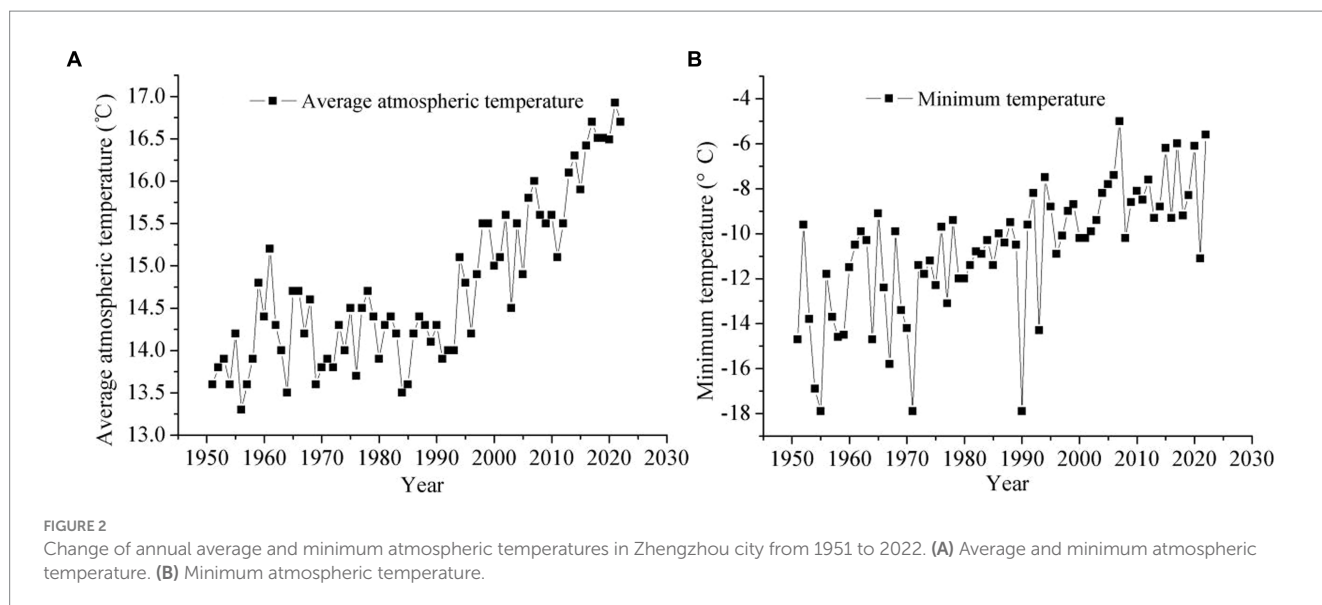 A
Average atmospheric temperature (℃)
17.0
16.5
16.0
15.5
15.0
14.5
14.0
13.5
13.0
Average atmospheric temperature
1950 1960 1970 1980 1990 2000 2010 2020 2030
Year
B
Minimum temperature (° C)
-4
-6
-8
-10
-12
-14
-16
-18
Minimum temperature
1950 1960 1970 1980 1990 2000 2010 2020 2030
Year
FIGURE 2
Change of annual average and minimum atmospheric temperatures in Zhengzhou city from 1951 to 2022. (A) Average and minimum atmospheric
temperature. (B) Minimum atmospheric temperature.